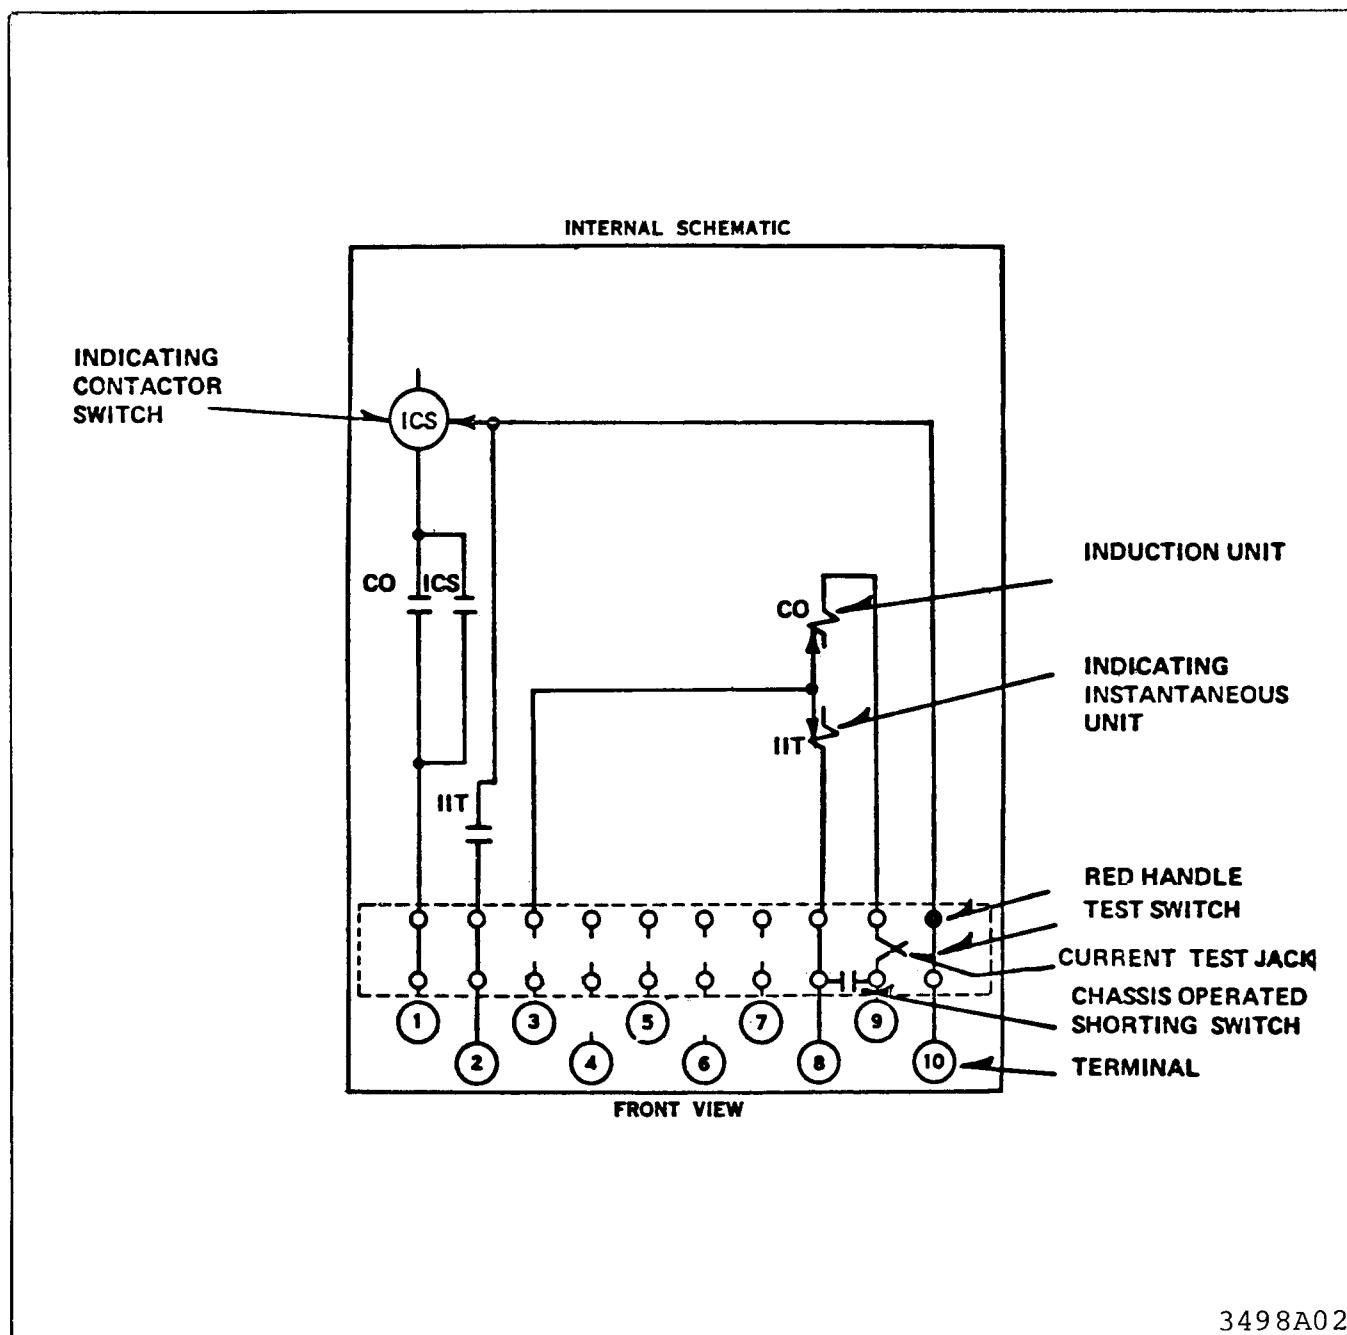 INTERNAL SCHEMATIC
INDICATING
CONTACTOR
SWITCH
ICS
CO
ICS
IIT
CO
IIT
INDUCTION UNIT
INDICATING
INSTANTANEOUS
UNIT
RED HANDLE
TEST SWITCH
CURRENT TEST JACK
CHASSIS OPERATED
SHORTING SWITCH
TERMINAL
1
2
3
4
5
6
7
8
9
10
FRONT VIEW
3498A02